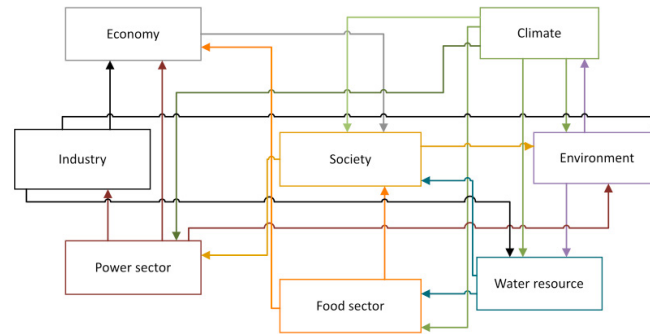 Economy
Climate
Industry
Society
Environment
Power sector
Food sector
Water resource